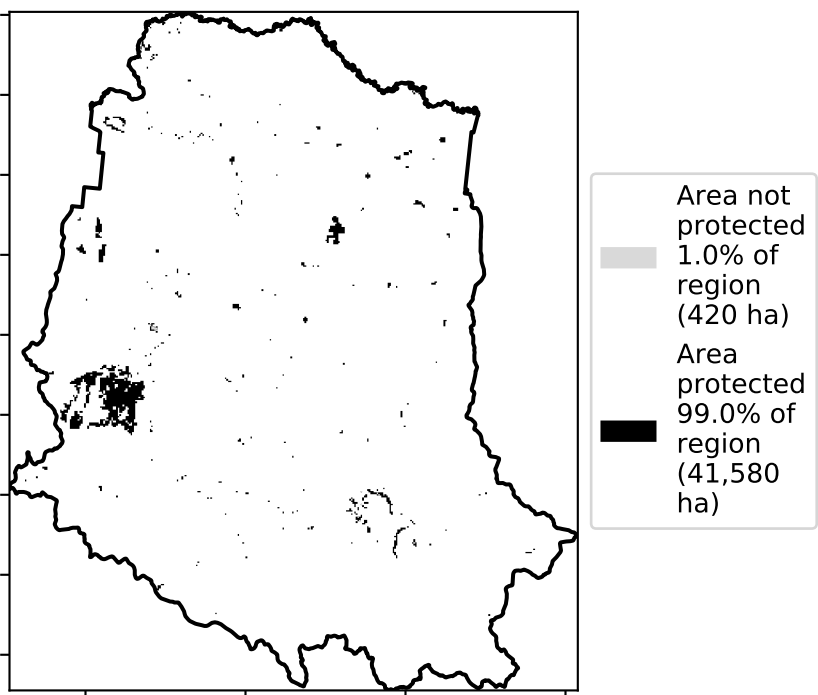 Area not
protected
1.0% of
region
(420 ha)
Area
protected
99.0% of
region
(41,580
ha)